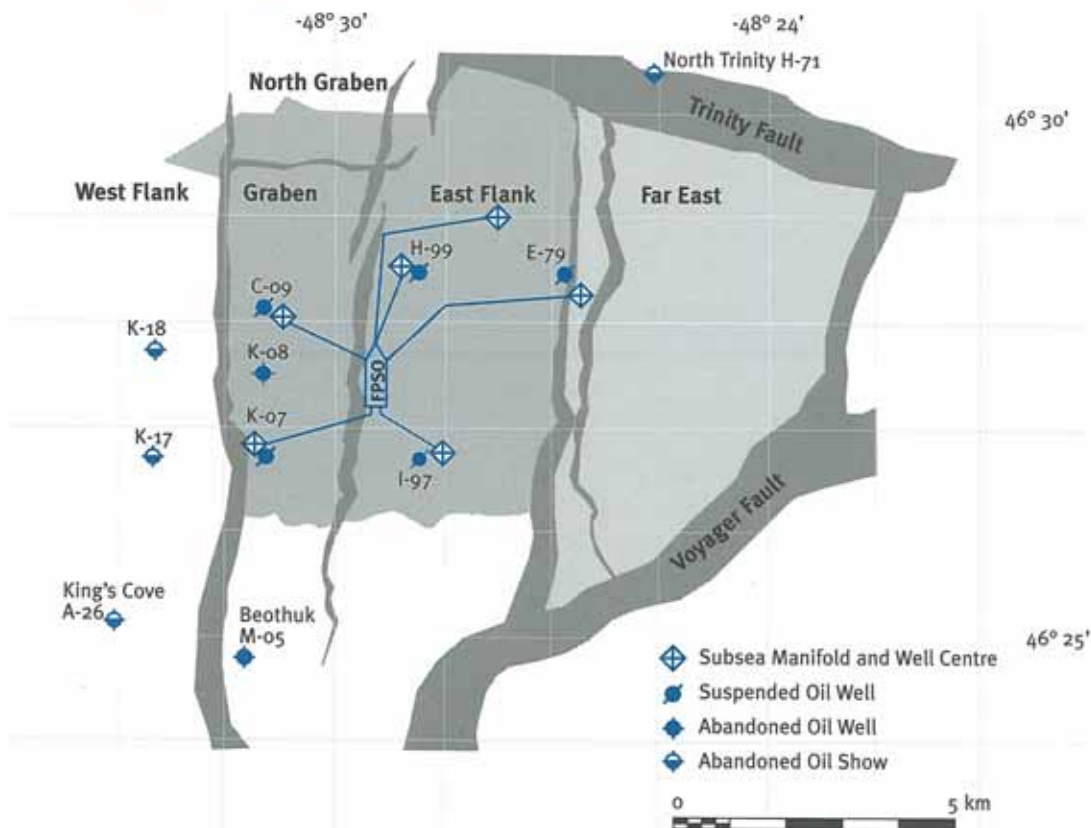 -48° 30'
-48° 24'
North Trinity H-71
North Graben
Trinity Fault
46° 30'
West Flank
Graben
East Flank
Far East
H-99
E-79
C-09
K-18
K-08
FPSO
K-07
K-17
I-97
Voyager Fault
King's Cove
A-26
Beothuk
M-05
46° 25'
Subsea Manifold and Well Centre
Suspended Oil Well
Abandoned Oil Well
Abandoned Oil Show
0
5 km